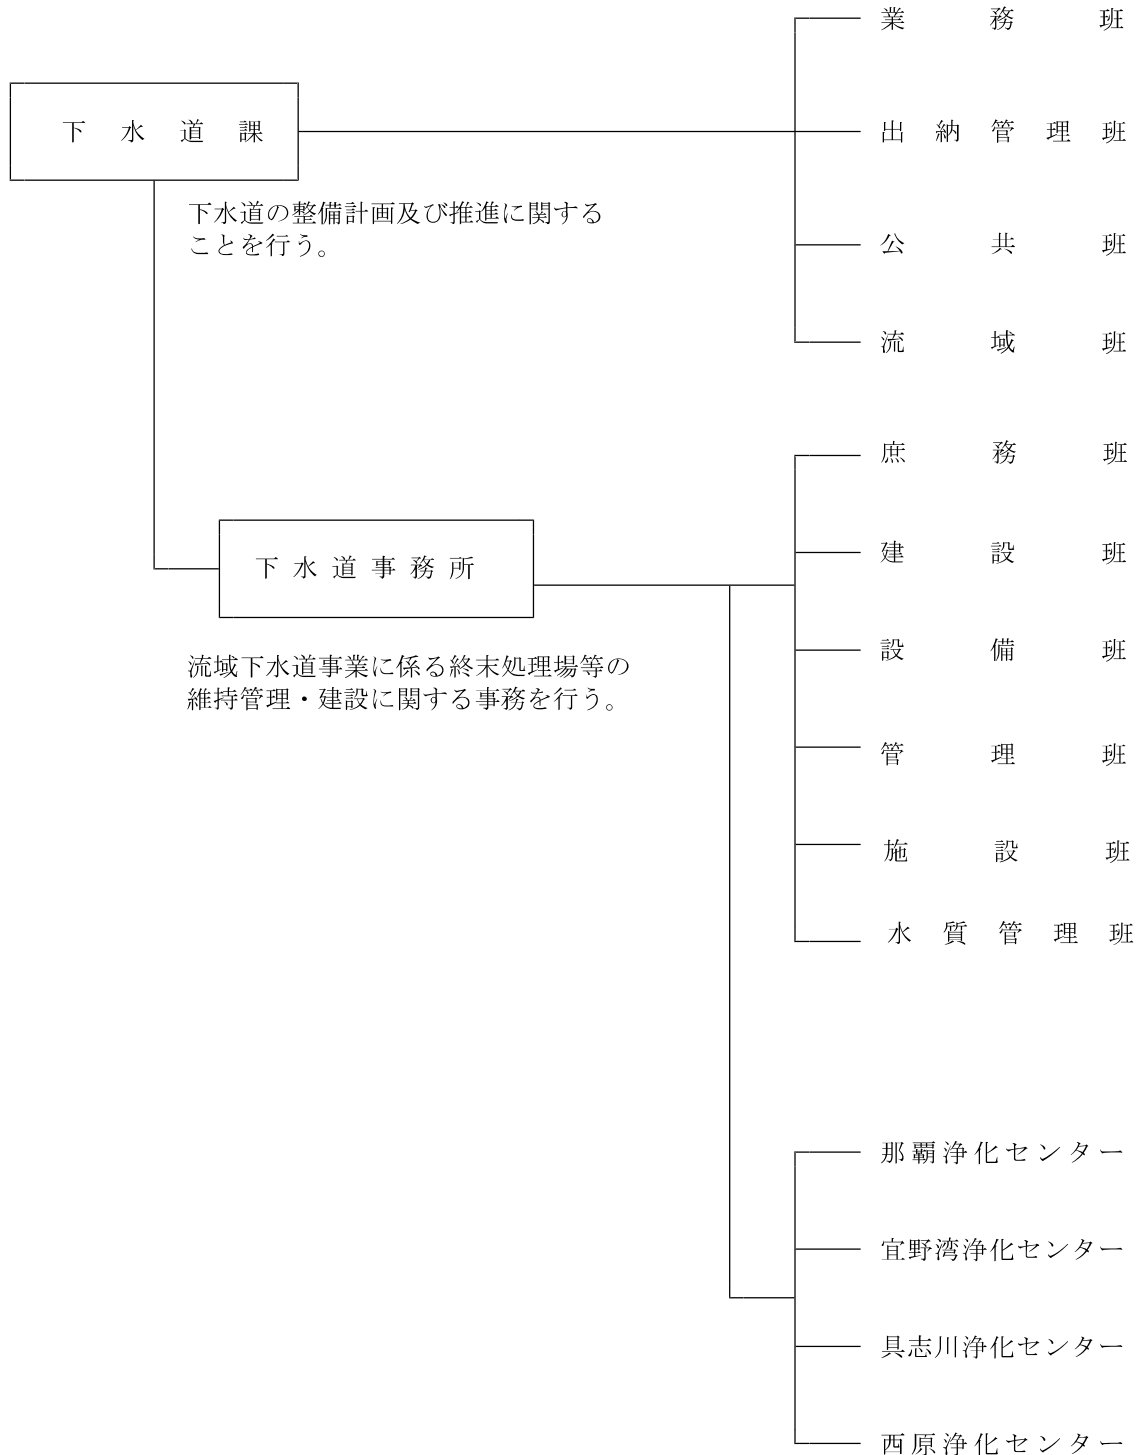 業務班
下水道課
出納管理班
下水道の整備計画及び推進に関する
ことを行う。
公共班
流域班
庶務班
建設班
下水道事務所
設備班
流域下水道事業に係る終末処理場等の
維持管理・建設に関する事務を行う。
管理班
施設班
水質管理班
那覇浄化センター
宜野湾浄化センター
具志川浄化センター
西原浄化センター